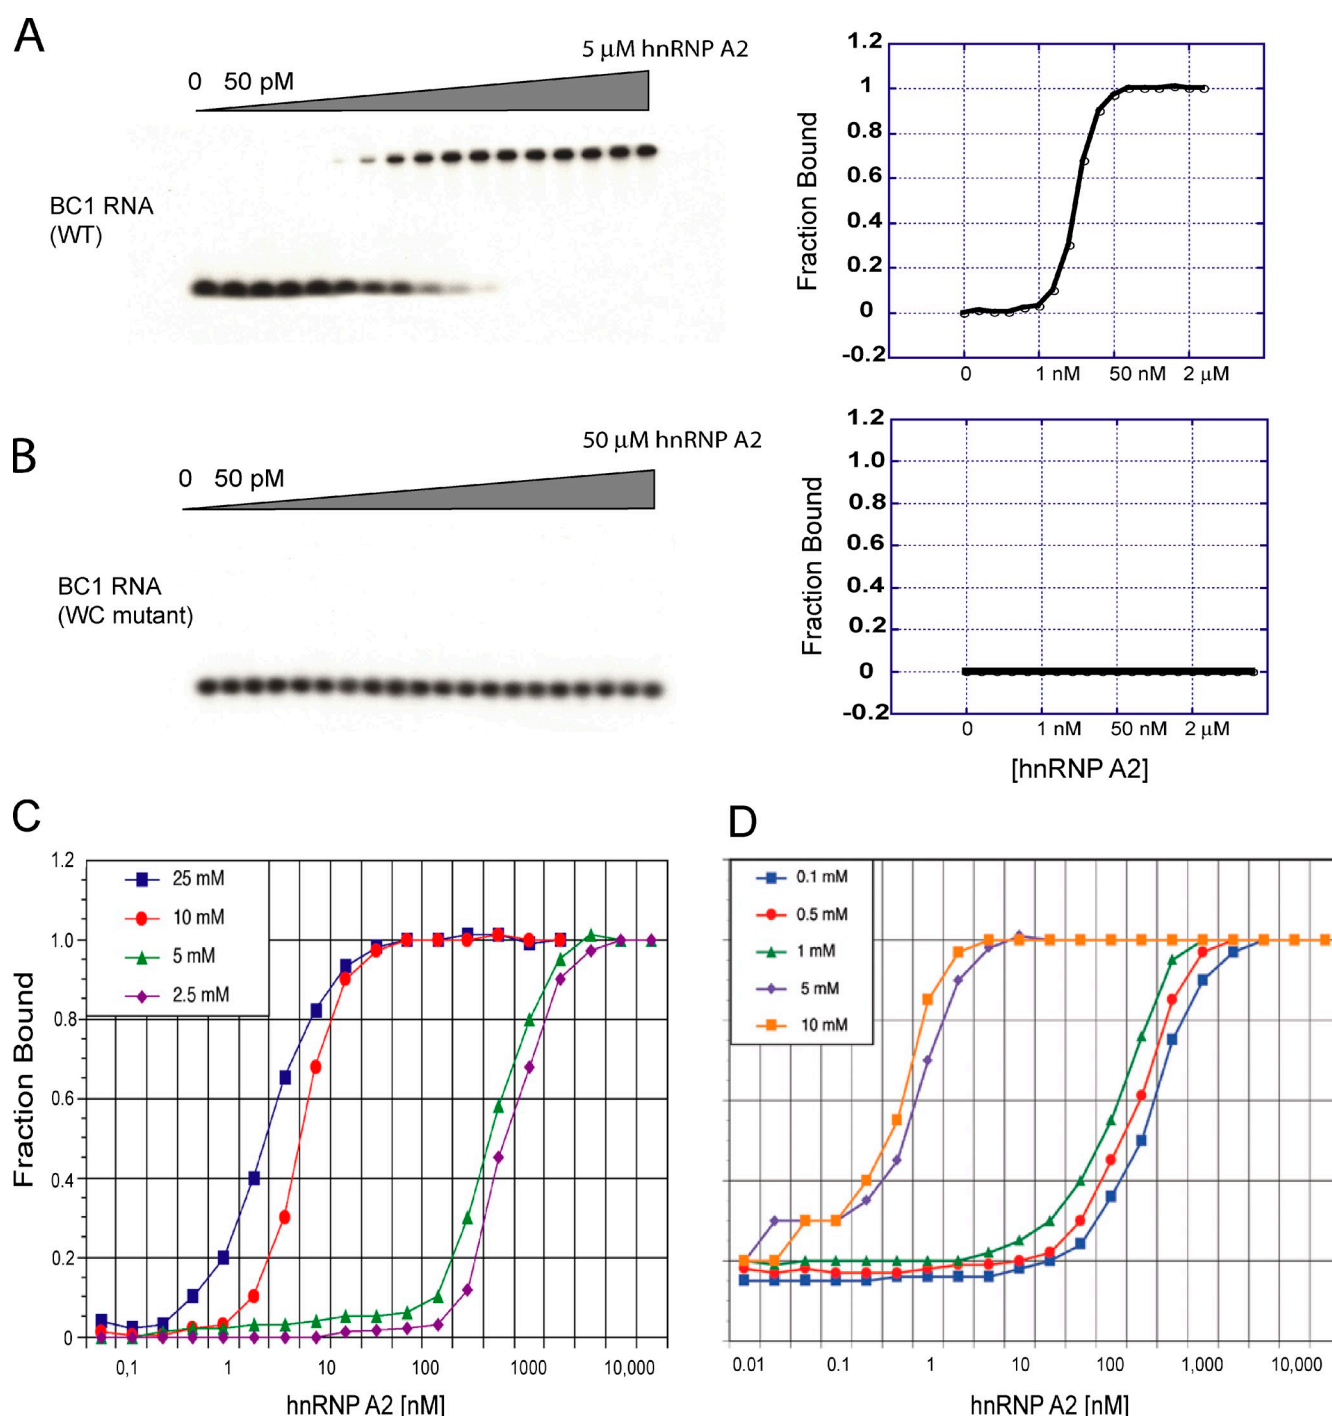 A
5 μM hnRNP A2
0 50 pM
BC1 RNA
(WT)
Fraction Bound
1.2
1
0.8
0.6
0.4
0.2
0
-0.2
0 1 nM 50 nM 2 μM
B
50 μM hnRNP A2
0 50 pM
BC1 RNA
(WC mutant)
Fraction Bound
1.2
1.0
0.8
0.6
0.4
0.2
0
-0.2
0 1 nM 50 nM 2 μM
[hnRNP A2]
C
Fraction Bound
1.2
1.0
0.8
0.6
0.4
0.2
0
25 mM
10 mM
5 mM
2.5 mM
0,1 1 10 100 1000 10,000
hnRNP A2 [nM]
D
0.1 mM
0.5 mM
1 mM
5 mM
10 mM
0.01 0.1 1 10 100 1,000 10,000
hnRNP A2 [nM]